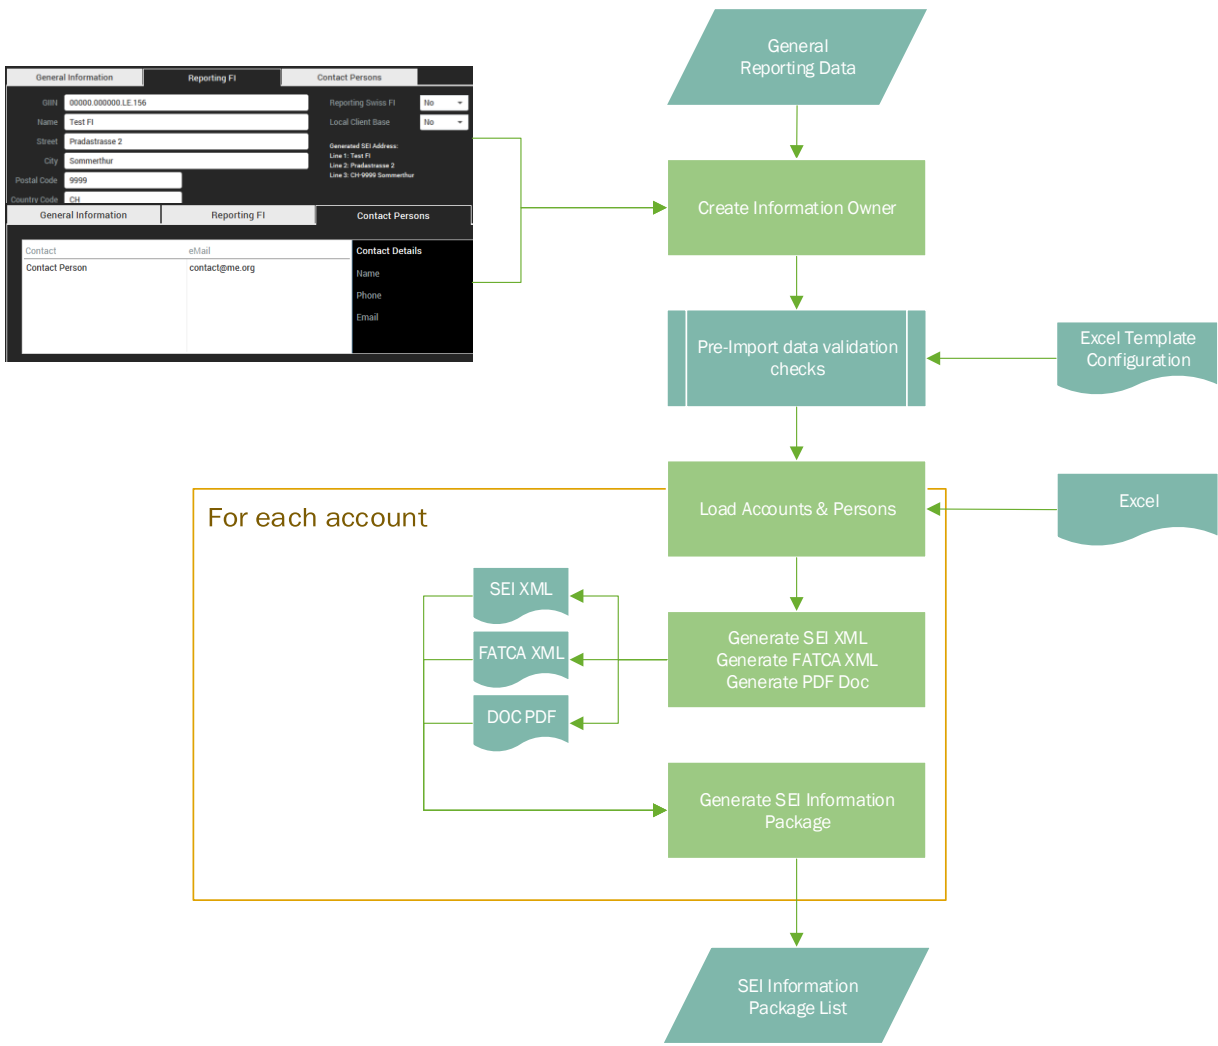 General
Reporting Data
General Information Reporting FI Contact Persons
GIIN 00000.000000.LE.156 Reporting Swiss FI No
Name Test FI Local Client Base No
Street Pradastrasse 2 Generated SEI Address:
Line 1: Test FI
City Sommerthur Line 2: Pradastrasse 2
Line 3: CH-9999 Sommerthur
Postal Code 9999
Country Code CH
General Information Reporting FI Contact Persons
Contact eMail Contact Details
Contact Person contact@me.org
Name
Phone
Email
Create Information Owner
Pre-Import data validation
checks
Excel Template
Configuration
For each account
Load Accounts & Persons
Excel
SEI XML
FATCA XML
DOC PDF
Generate SEI XML
Generate FATCA XML
Generate PDF Doc
Generate SEI Information
Package
SEI Information
Package List